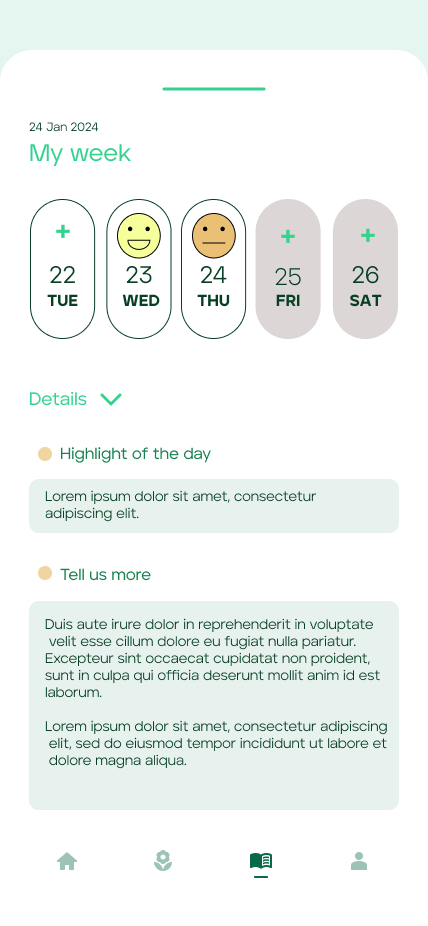 24 Jan 2024
My week
+ + +
22 23 24 25 26
TUE WED THU FRI SAT
Details
Highlight of the day
Lorem ipsum dolor sit amet, consectetur
adipiscing elit.
Tell us more
Duis aute irure dolor in reprehenderit in voluptate
velit esse cillum dolore eu fugiat nulla pariatur.
Excepteur sint occaecat cupidatat non proident,
sunt in culpa qui officia deserunt mollit anim id est
laborum.
Lorem ipsum dolor sit amet, consectetur adipiscing
elit, sed do eiusmod tempor incididunt ut labore et
dolore magna aliqua.